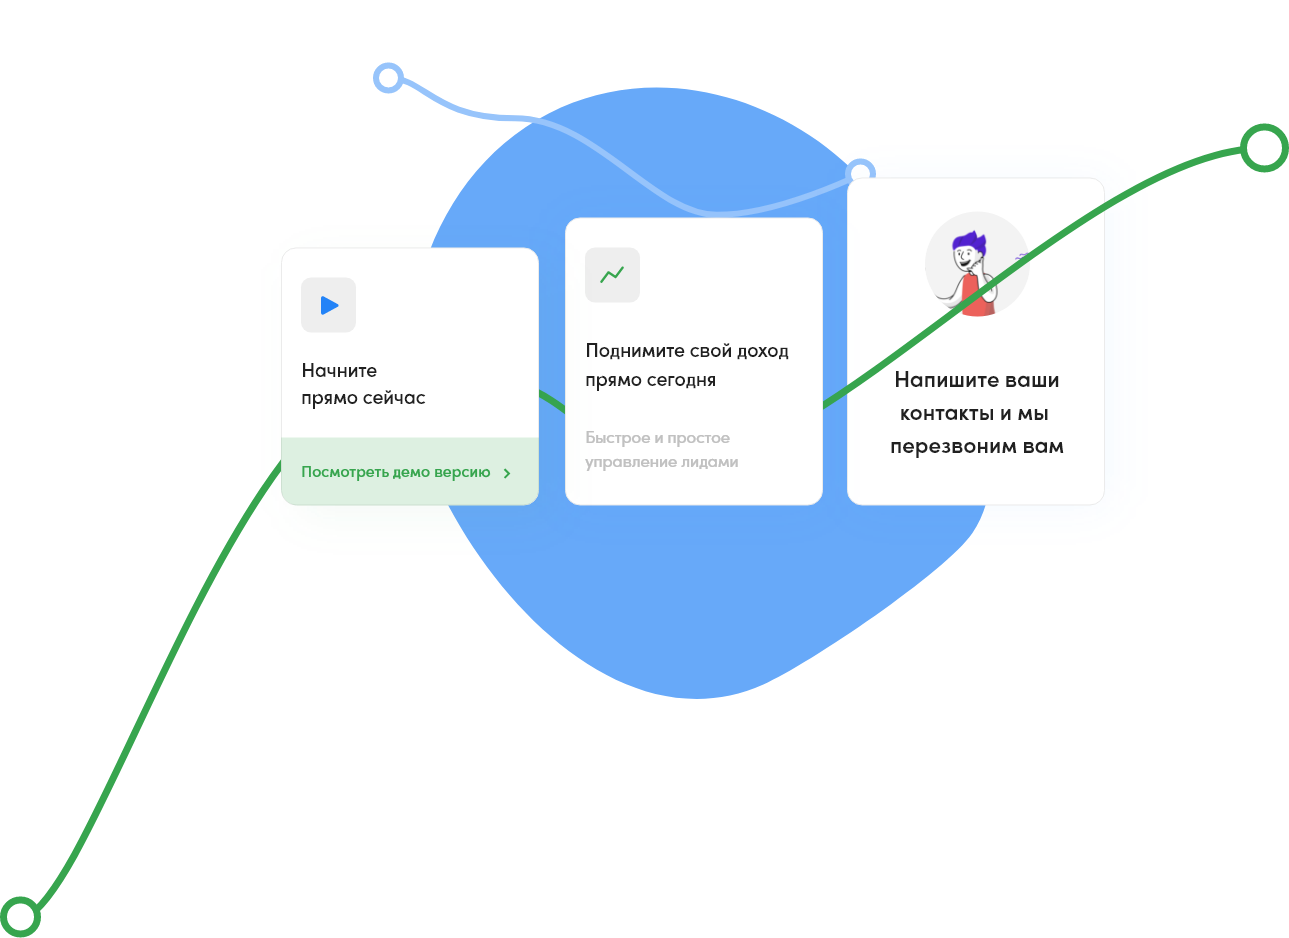 Начните
прямо сейчас
Посмотреть демо версию
Поднимите свой доход
прямо сегодня
Быстрое и простое
управление лидами
Напишите ваши
контакты и мы
перезвоним вам